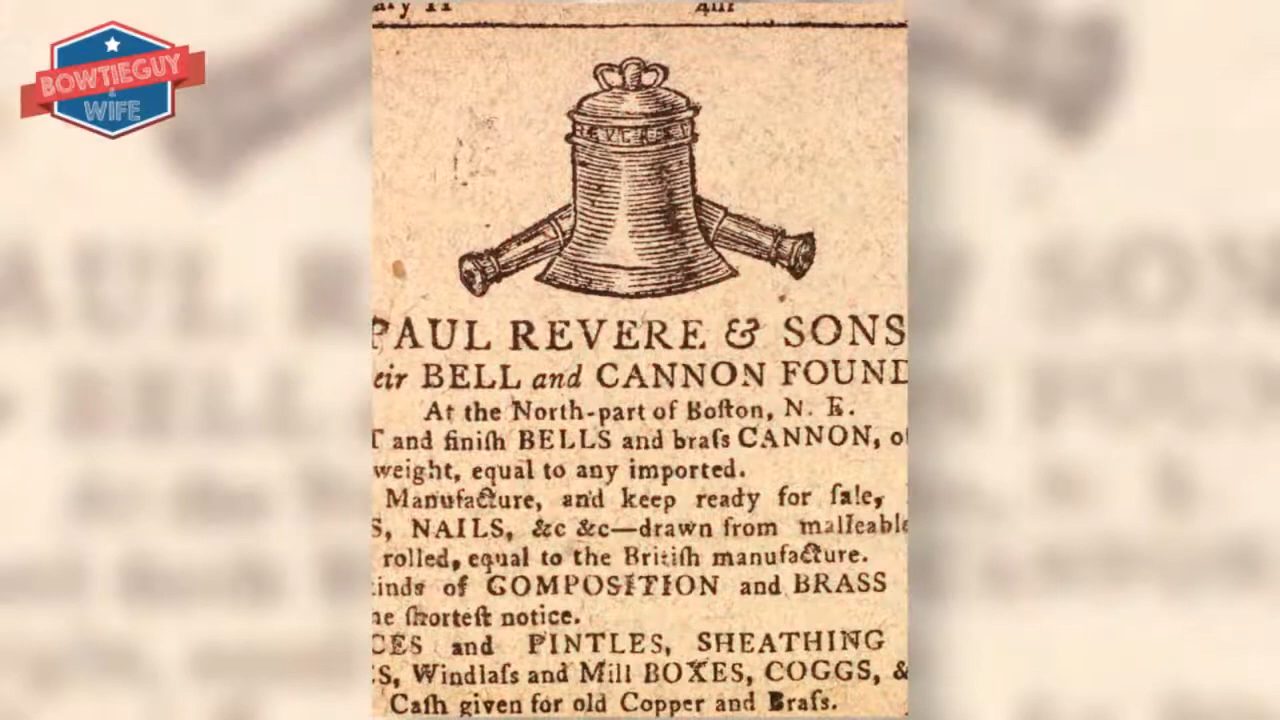 BOWTIEGUY
&
WIFE
PAUL REVERE & SONS
eir BELL and CANNON FOUND
At the North-part of Boſton, N. E.
T and finiſh BELLS and braſs CANNON, o
weight, equal to any imported.
Manufacture, and keep ready for ſale,
S, NAILS, &c &c—drawn from malleable
rolled, equal to the Britiſh manufacture.
inds of COMPOSITION and BRASS
he ſhorteſt notice.
CES and PINTLES, SHEATHING
S, Windlaſs and Mill BOXES, COGGS, &
Caſh given for old Copper and Braſs.